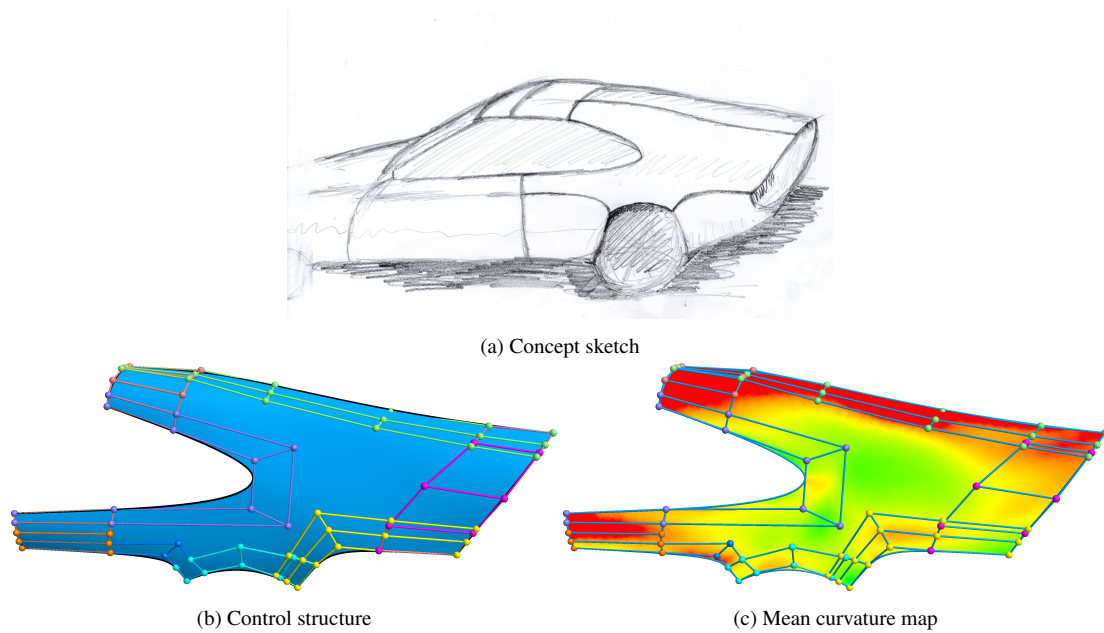 (a) Concept sketch
(b) Control structure
(c) Mean curvature map